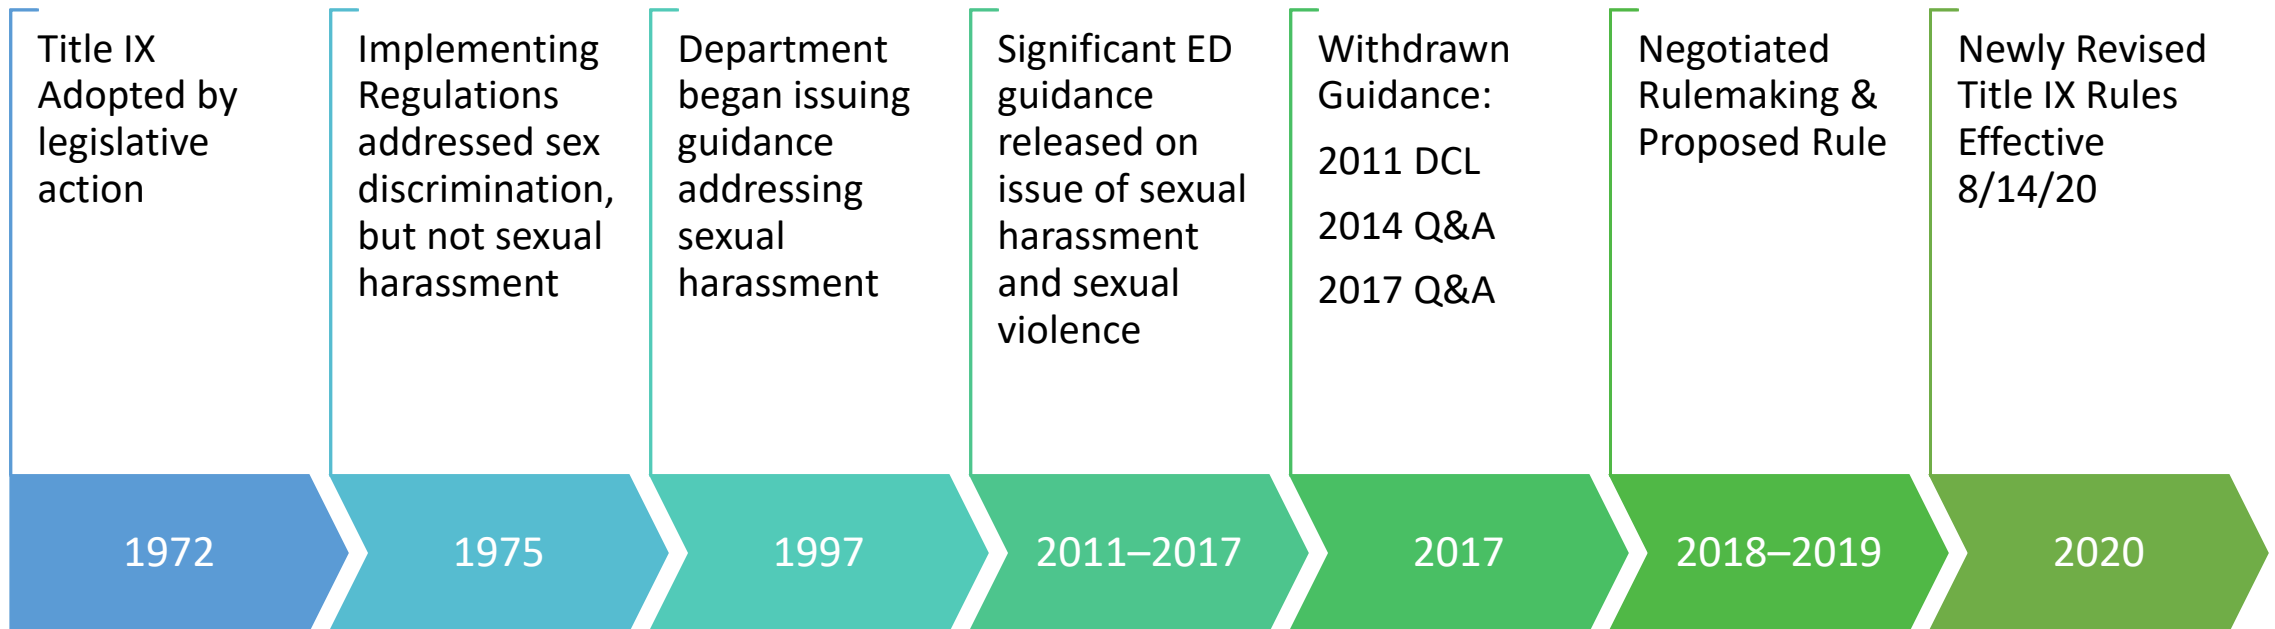 Title IX
Adopted by
legislative
action
Implementing
Regulations
addressed sex
discrimination,
but not sexual
harassment
Department
began issuing
guidance
addressing
sexual
harassment
Significant ED
guidance
released on
issue of sexual
harassment
and sexual
violence
Withdrawn
Guidance:
2011 DCL
2014 Q&A
2017 Q&A
Negotiated
Rulemaking &
Proposed Rule
Newly Revised
Title IX Rules
Effective
8/14/20
1972
1975
1997
2011–2017
2017
2018–2019
2020